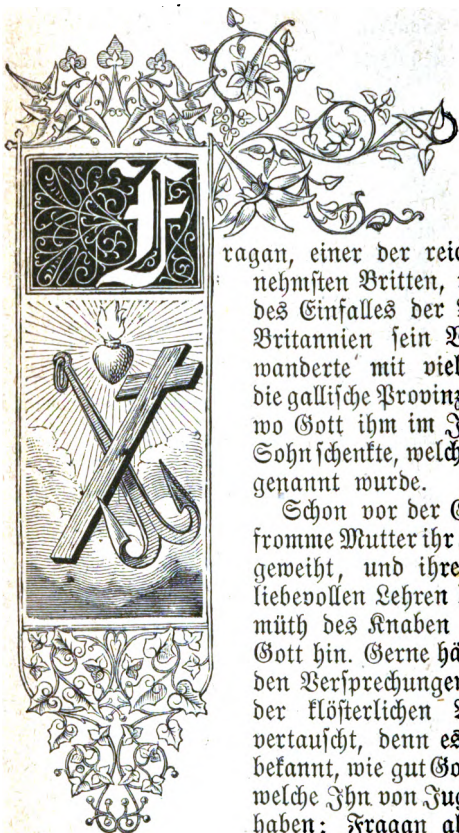 F
ragan, einer der reic
nehmſten Britten,
des Einfalles der
Britannien ſein
wanderte mit viel
die galliſche Provinz
wo Gott ihm im J
Sohn ſchenkte, welch
genannt wurde.
Schon vor der G
fromme Mutter ihr
geweiht, und ihre
liebevollen Lehren
müth des Knaben
Gott hin. Gerne hä
den Verſprechungen
der klöſterlichen
vertauſcht, denn es
bekannt, wie gut Go
welche Ihn von Jug
haben: Fragan al